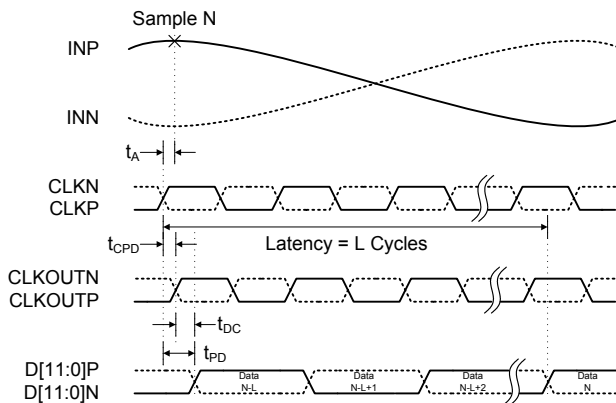 Sample N
INP
INN
tA
CLKN
CLKP
Latency = L Cycles
tCPD
CLKOUTN
CLKOUTP
tDC
tPD
D[11:0]P
D[11:0]N
Data
N-L
Data
N-L+1
Data
N-L+2
Data
N